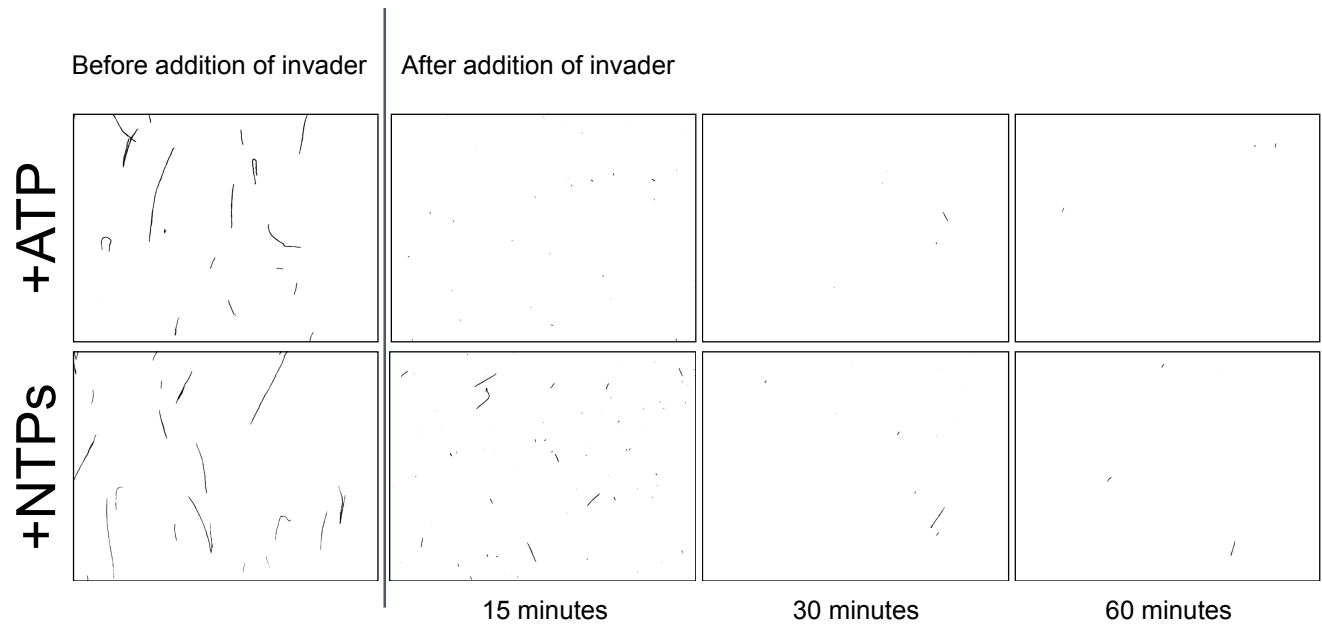 Before addition of invader
After addition of invader
+ATP
+NTPs
15 minutes
30 minutes
60 minutes